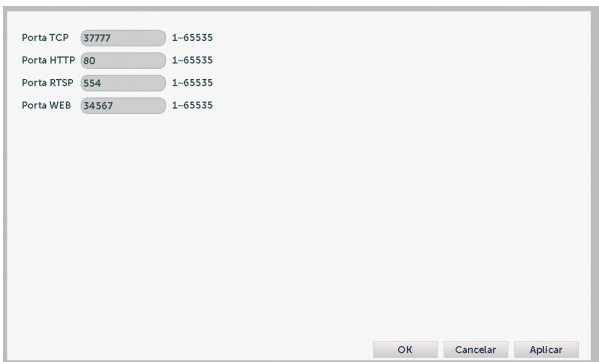 Porta TCP 37777 1~65535
Porta HTTP 80 1~65535
Porta RTSP 554 1~65535
Porta WEB 34567 1~65535
OK Cancelar Aplicar